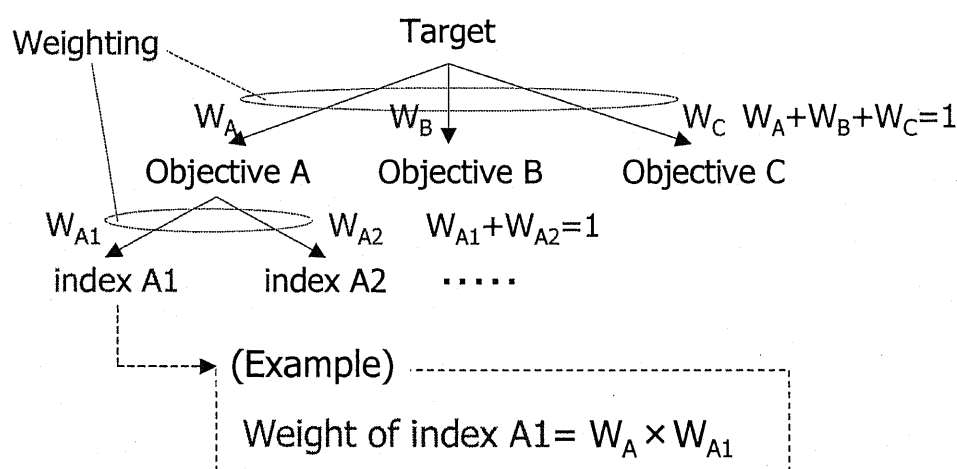 Target
Weighting
W_A W_B W_C W_A+W_B+W_C=1
Objective A Objective B Objective C
W_A1 W_A2 W_A1+W_A2=1
index A1 index A2 ·····
(Example)
Weight of index A1= W_A × W_A1